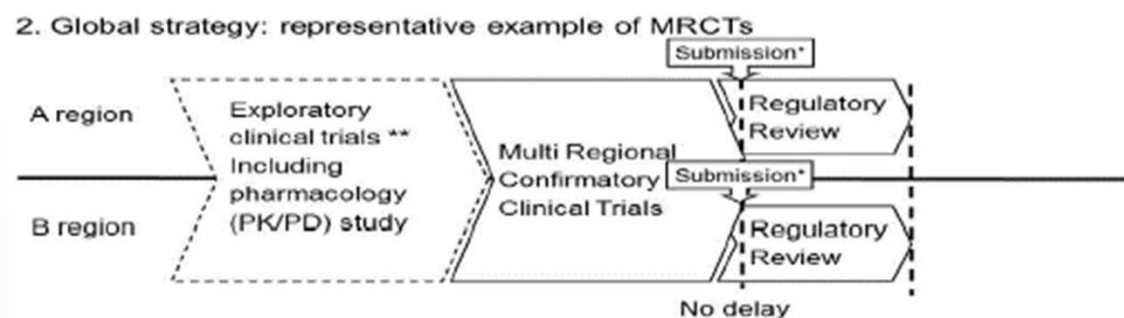 2. Global strategy: representative example of MRCTs
Submission*
A region
Exploratory
clinical trials **
Including
pharmacology
(PK/PD) study
Multi Regional
Confirmatory
Clinical Trials
Regulatory
Review
Submission*
B region
Regulatory
Review
No delay